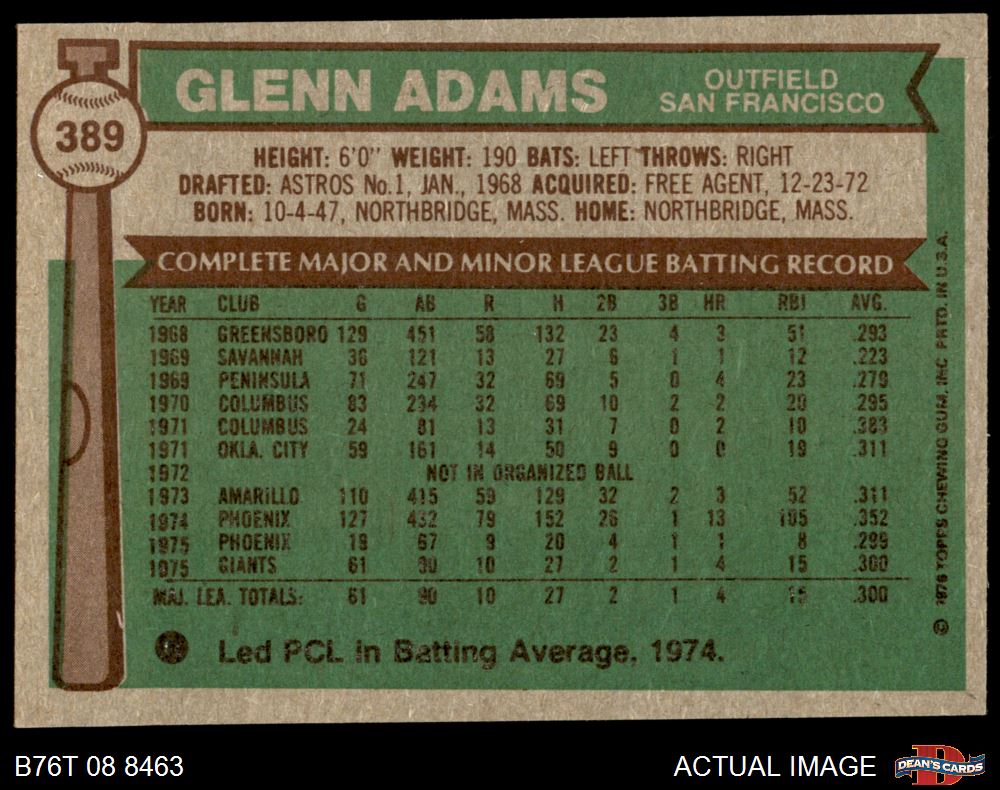 389
GLENN ADAMS
OUTFIELD
SAN FRANCISCO
HEIGHT: 6'0" WEIGHT: 190 BATS: LEFT THROWS: RIGHT
DRAFTED: ASTROS No.1, JAN., 1968 ACQUIRED: FREE AGENT, 12-23-72
BORN: 10-4-47, NORTHBRIDGE, MASS. HOME: NORTHBRIDGE, MASS.
COMPLETE MAJOR AND MINOR LEAGUE BATTING RECORD
YEAR CLUB G AB R H 2B 3B HR RBI AVG.
1968 GREENSBORO 129 451 58 132 23 4 3 51 .293
1969 SAVANNAH 36 121 13 27 6 1 1 12 .223
1969 PENINSULA 71 247 32 69 5 0 4 23 .279
1970 COLUMBUS 83 234 32 69 10 2 2 20 .295
1971 COLUMBUS 24 81 13 31 7 0 2 10 .383
1971 OKLA. CITY 59 161 14 50 9 0 0 19 .311
1972 NOT IN ORGANIZED BALL
1973 AMARILLO 110 415 59 129 32 2 3 52 .311
1974 PHOENIX 127 432 79 152 26 1 13 105 .352
1975 PHOENIX 19 67 9 20 4 1 1 8 .299
1975 GIANTS 61 90 10 27 2 1 4 15 .300
MAJ. LEA. TOTALS: 61 90 10 27 2 1 4 15 .300
Led PCL in Batting Average, 1974.
© 1976 TOPPS CHEWING GUM, INC. PRTD. IN U.S.A.
B76T 08 8463
ACTUAL IMAGE
DEAN'S CARDS